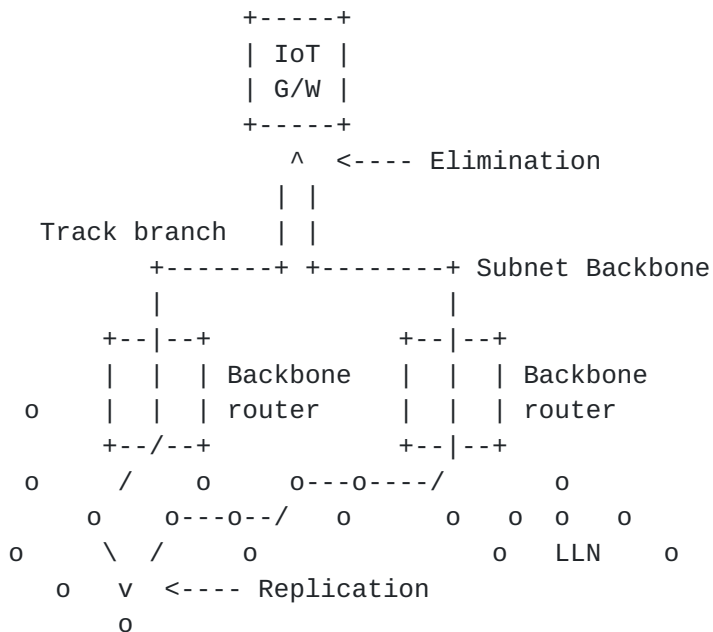 +-----+
| IoT |
| G/W |
+-----+
^  <---- Elimination
| |
Track branch   | |
+-------+ +--------+ Subnet Backbone
|                  |
+--|--+            +--|--+
|  |  | Backbone   |  |  | Backbone
o    |  |  | router     |  |  | router
+--/--+            +--|--+
o     /    o     o---o----/       o
o    o---o--/   o      o   o  o   o
o     \  /     o               o   LLN    o
o   v  <---- Replication
o